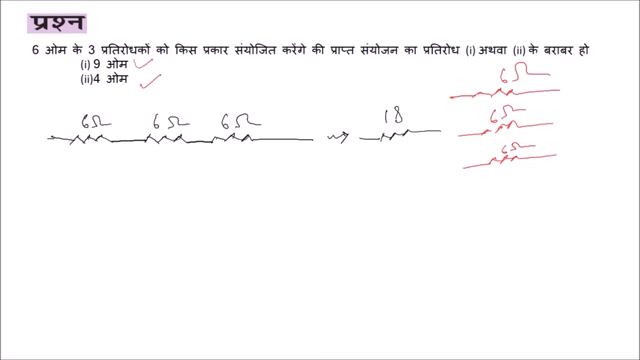 प्रश्न
6 ओम के 3 प्रतिरोधकों को किस प्रकार संयोजित करेंगे की प्राप्त संयोजन का प्रतिरोध (i) अथवा (ii) के बराबर हो
(i) 9 ओम
(ii) 4 ओम
6Ω 6Ω 6Ω 18
6Ω
6Ω
6Ω